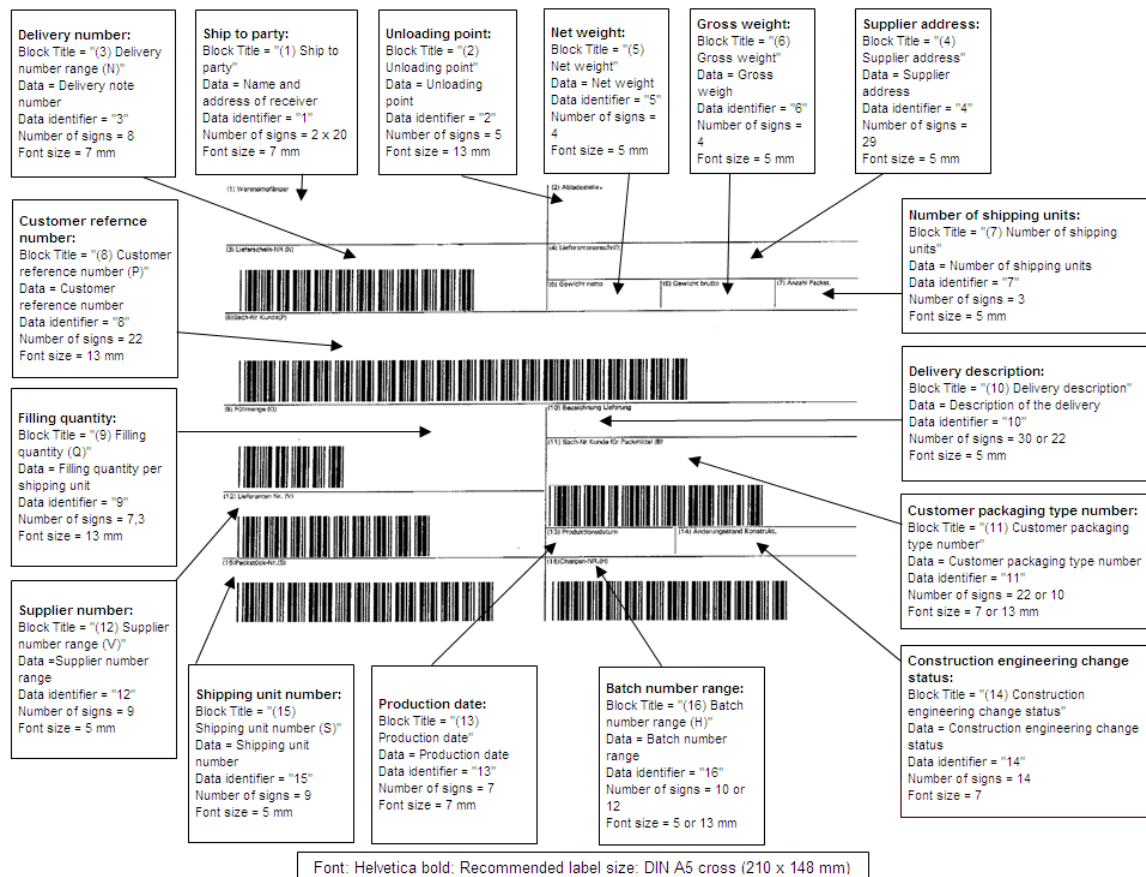 Delivery number:
Block Title = "(3) Delivery
number range (N)"
Data = Delivery note
number
Data identifier = "3"
Number of signs = 8
Font size = 7 mm
Ship to party:
Block Title = "(1) Ship to
party"
Data = Name and
address of receiver
Data identifier = "1"
Number of signs = 2 x 20
Font size = 7 mm
Unloading point:
Block Title = "(2)
Unloading point"
Data = Unloading
point
Data identifier = "2"
Number of signs = 5
Font size = 13 mm
Net weight:
Block Title = "(5)
Net weight"
Data = Net weight
Data identifier = "5"
Number of signs =
4
Font size = 5 mm
Gross weight:
Block Title = "(6)
Gross weight"
Data = Gross
weigh
Data identifier = "6"
Number of signs =
4
Font size = 5 mm
Supplier address:
Block Title = "(4)
Supplier address"
Data = Supplier
address
Data identifier = "4"
Number of signs =
29
Font size = 5 mm
Customer refernce
number:
Block Title = "(8) Customer
reference number (P)"
Data = Customer
reference number
Data identifier = "8"
Number of signs = 22
Font size = 13 mm
(1) Warenempfänger
(2) Abladestelle
(3) Lieferschein-NR (N)
(4) Lieferantenanschrift
(5) Gewicht netto
(6) Gewicht brutto
(7) Anzahl Packst.
(8)Sach-Nr Kunde(P)
(9) Füllmenge (Q)
(10) Bezeichnung Lieferung
(11) Sach-Nr Kunde für Packmittel (B)
(12) Lieferanten Nr. (V)
(13) Produktionsdatum
(14) Änderungsstand Konstrukt.
(15)Packstück-Nr.(S)
(16)Chargen-NR.(H)
Number of shipping units:
Block Title = "(7) Number of shipping
units"
Data = Number of shipping units
Data identifier = "7"
Number of signs = 3
Font size = 5 mm
Delivery description:
Block Title = "(10) Delivery description"
Data = Description of the delivery
Data identifier = "10"
Number of signs = 30 or 22
Font size = 5 mm
Filling quantity:
Block Title = "(9) Filling
quantity (Q)"
Data = Filling quantity per
shipping unit
Data identifier = "9"
Number of signs = 7,3
Font size = 13 mm
Customer packaging type number:
Block Title = "(11) Customer packaging
type number"
Data = Customer packaging type number
Data identifier = "11"
Number of signs = 22 or 10
Font size = 7 or 13 mm
Supplier number:
Block Title = "(12) Supplier
number range (V)"
Data =Supplier number
range
Data identifier = "12"
Number of signs = 9
Font size = 5 mm
Shipping unit number:
Block Title = "(15)
Shipping unit number (S)"
Data = Shipping unit
number
Data identifier = "15"
Number of signs = 9
Font size = 5 mm
Production date:
Block Title = "(13)
Production date"
Data = Production date
Data identifier = "13"
Number of signs = 7
Font size = 7 mm
Batch number range:
Block Title = "(16) Batch
number range (H)"
Data = Batch number
range
Data identifier = "16"
Number of signs = 10 or
12
Font size = 5 or 13 mm
Construction engineering change
status:
Block Title = "(14) Construction
engineering change status"
Data = Construction engineering change
status
Data identifier = "14"
Number of signs = 14
Font size = 7
Font: Helvetica bold: Recommended label size: DIN A5 cross (210 x 148 mm)